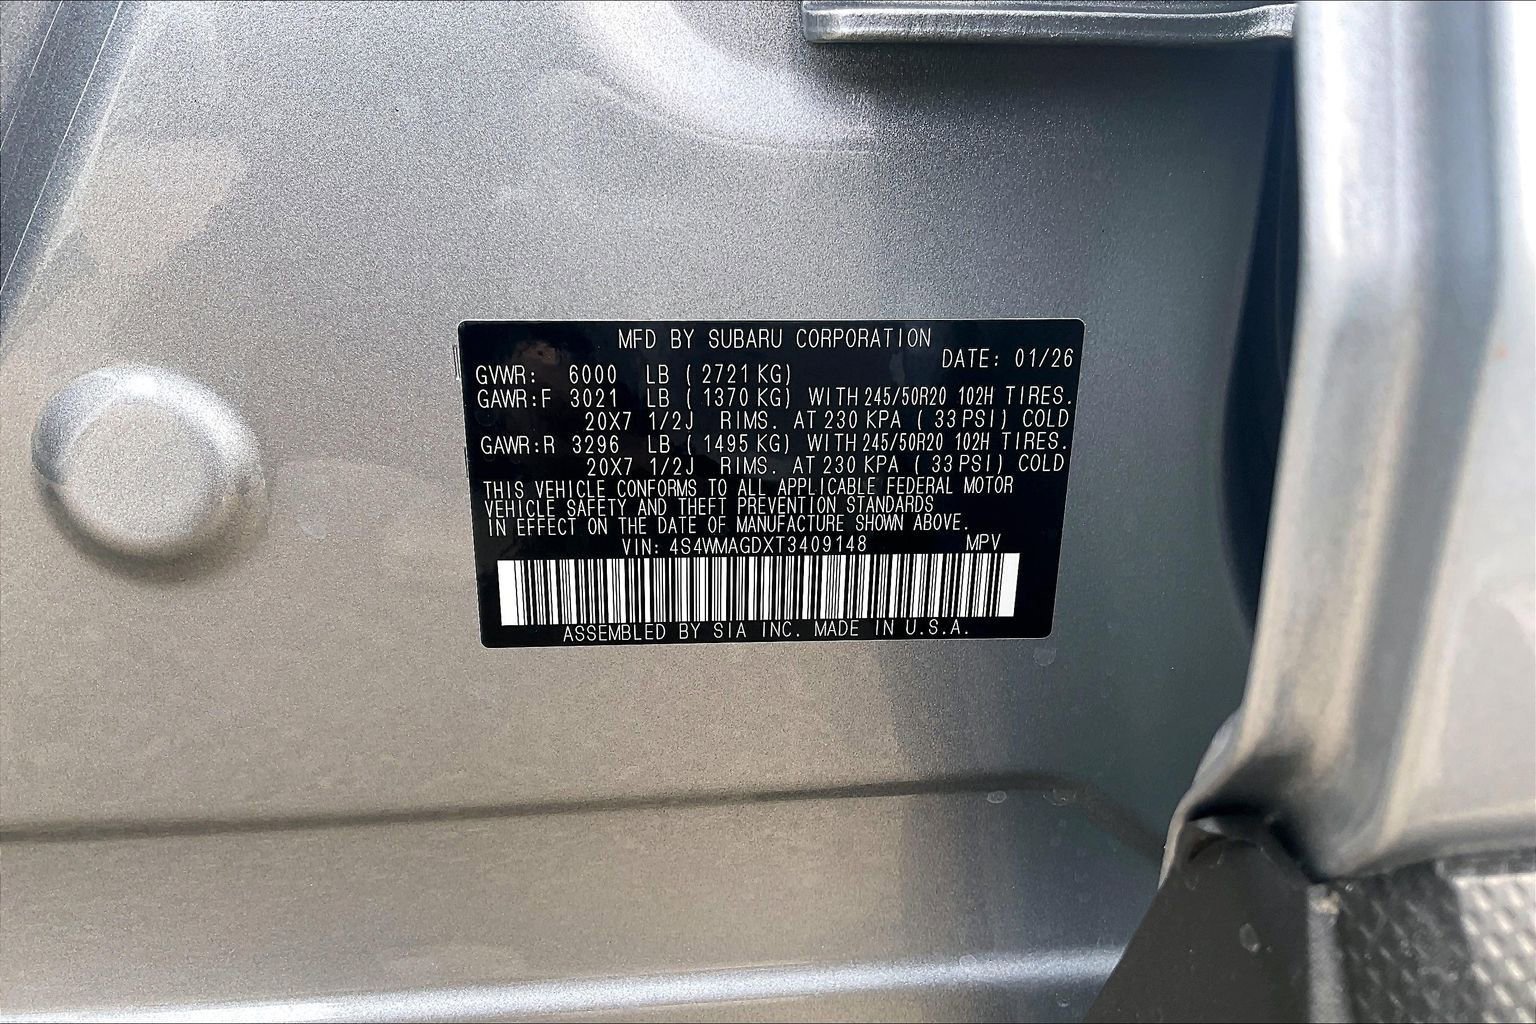 MFD BY SUBARU CORPORATION
DATE: 01/26
GVWR: 6000 LB ( 2721 KG)
GAWR:F 3021 LB ( 1370 KG) WITH 245/50R20 102H TIRES.
20X7 1/2J RIMS. AT 230 KPA ( 33 PSI) COLD
GAWR:R 3296 LB ( 1495 KG) WITH 245/50R20 102H TIRES.
20X7 1/2J RIMS. AT 230 KPA ( 33 PSI) COLD
THIS VEHICLE CONFORMS TO ALL APPLICABLE FEDERAL MOTOR
VEHICLE SAFETY AND THEFT PREVENTION STANDARDS
IN EFFECT ON THE DATE OF MANUFACTURE SHOWN ABOVE.
VIN: 4S4WMAGDXT3409148 MPV
ASSEMBLED BY SIA INC. MADE IN U.S.A.